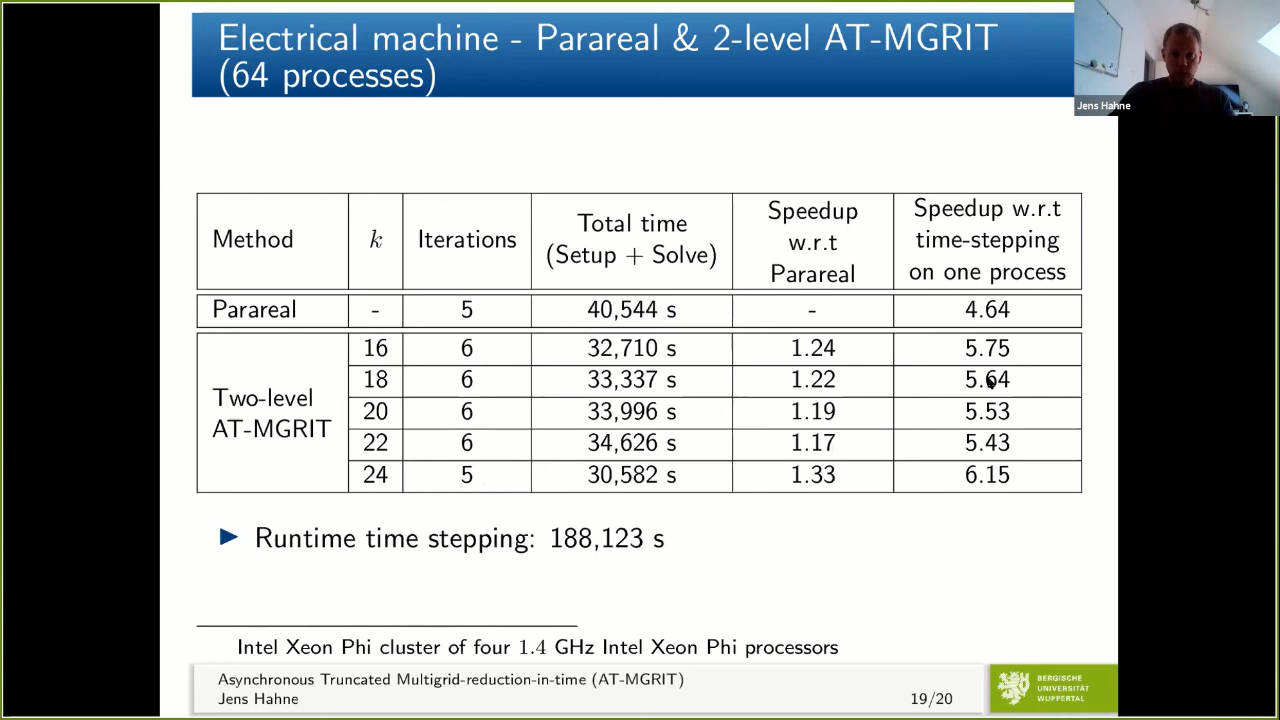 Electrical machine - Parareal & 2-level AT-MGRIT
(64 processes)
Jens Hahne
Method k Iterations Total time (Setup + Solve) Speedup w.r.t Parareal Speedup w.r.t time-stepping on one process
Parareal - 5 40,544 s - 4.64
Two-level AT-MGRIT
16 6 32,710 s 1.24 5.75
18 6 33,337 s 1.22 5.64
20 6 33,996 s 1.19 5.53
22 6 34,626 s 1.17 5.43
24 5 30,582 s 1.33 6.15
Runtime time stepping: 188,123 s
Intel Xeon Phi cluster of four 1.4 GHz Intel Xeon Phi processors
Asynchronous Truncated Multigrid-reduction-in-time (AT-MGRIT)
Jens Hahne
19/20
BERGISCHE
UNIVERSITÄT
WUPPERTAL